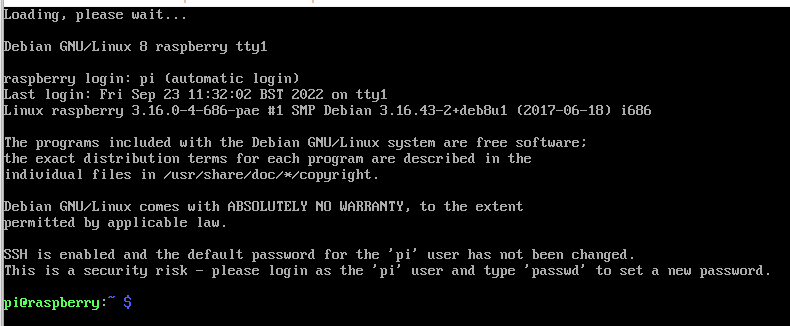 Loading, please wait...
Debian GNU/Linux 8 raspberry tty1
raspberry login: pi (automatic login)
Last login: Fri Sep 23 11:32:02 BST 2022 on tty1
Linux raspberry 3.16.0-4-686-pae #1 SMP Debian 3.16.43-2+deb8u1 (2017-06-18) i686
The programs included with the Debian GNU/Linux system are free software;
the exact distribution terms for each program are described in the
individual files in /usr/share/doc/*/copyright.
Debian GNU/Linux comes with ABSOLUTELY NO WARRANTY, to the extent
permitted by applicable law.
SSH is enabled and the default password for the 'pi' user has not been changed.
This is a security risk - please login as the 'pi' user and type 'passwd' to set a new password.
pi@raspberry:~ $